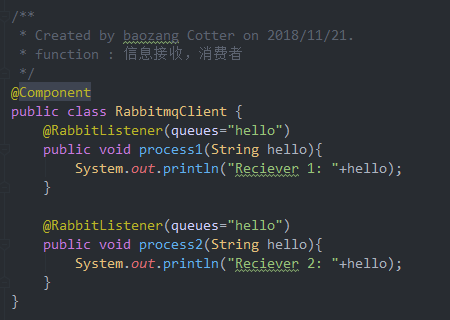 /**
 * Created by baozang Cotter on 2018/11/21.
 * function : 信息接收，消费者
 */
@Component
public class RabbitmqClient {
    @RabbitListener(queues="hello")
    public void process1(String hello){
        System.out.println("Reciever 1: "+hello);
    }

    @RabbitListener(queues="hello")
    public void process2(String hello){
        System.out.println("Reciever 2: "+hello);
    }
}